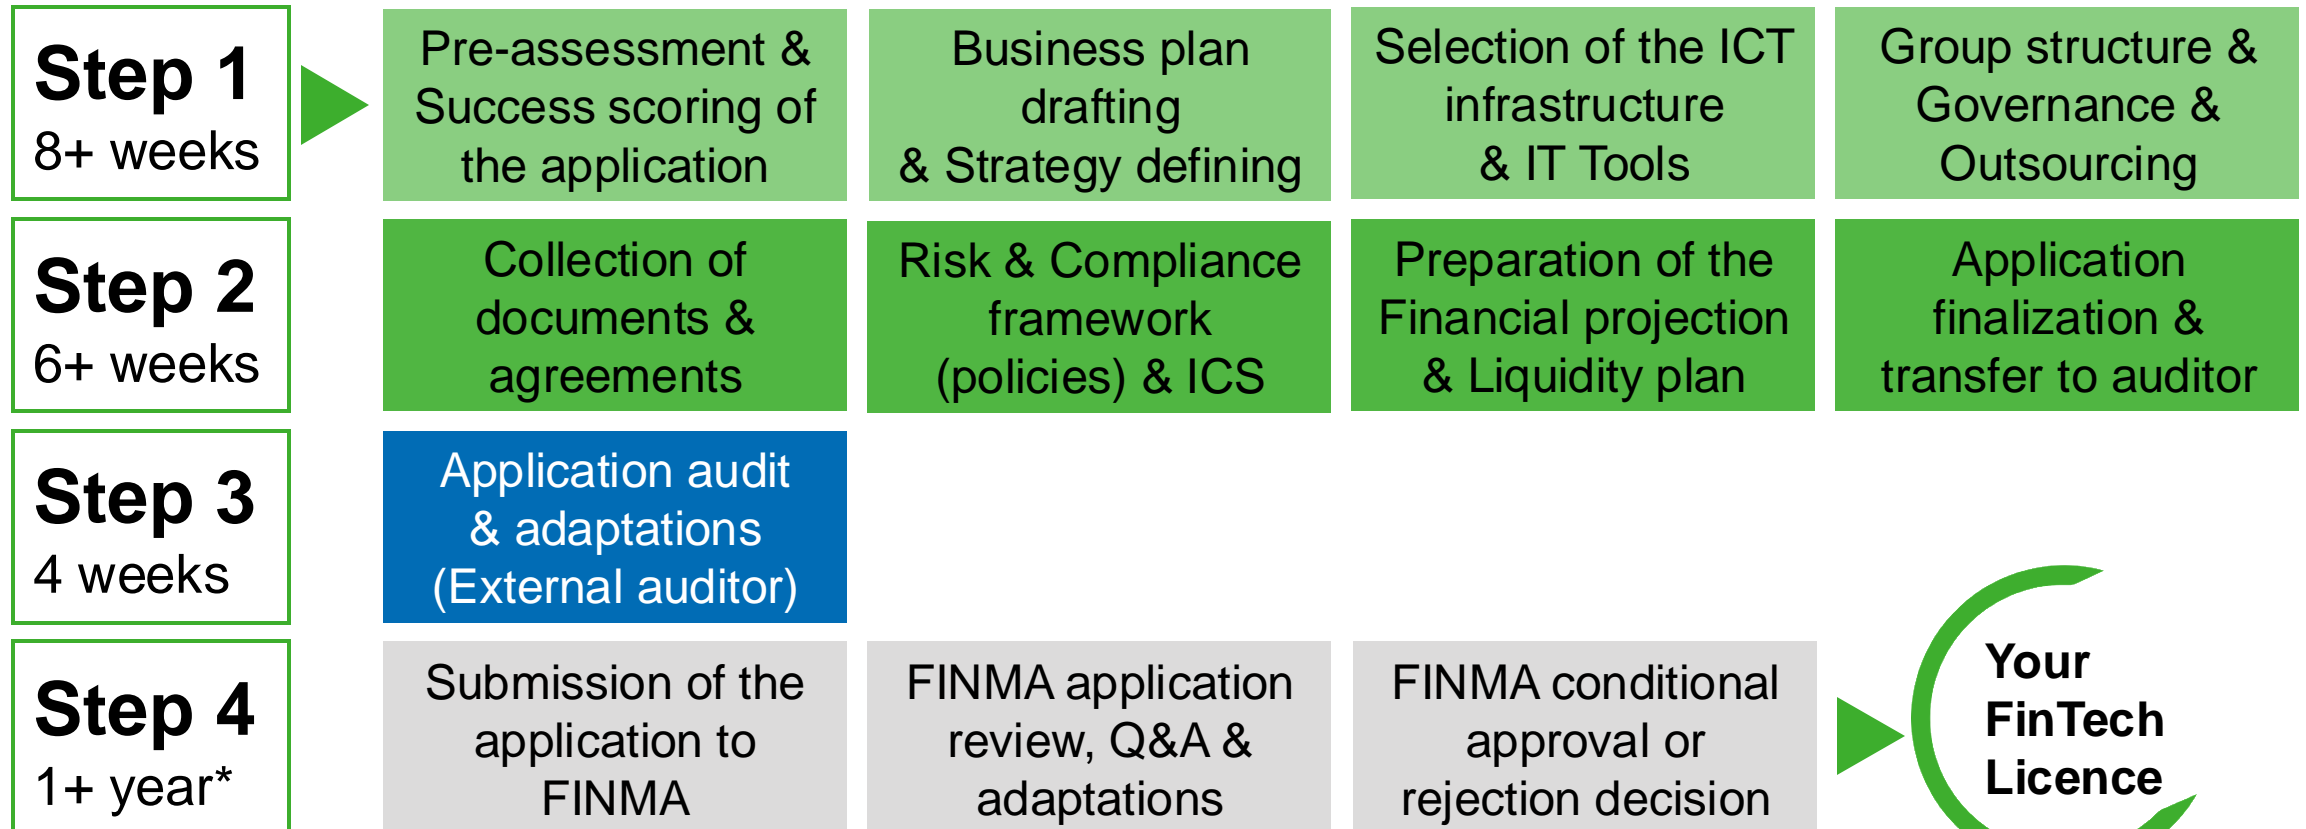 Step 1
8+ weeks
Pre-assessment &
Success scoring of
the application
Business plan
drafting
& Strategy defining
Selection of the ICT
infrastructure
& IT Tools
Group structure &
Governance &
Outsourcing
Step 2
6+ weeks
Collection of
documents &
agreements
Risk & Compliance
framework
(policies) & ICS
Preparation of the
Financial projection
& Liquidity plan
Application
finalization &
transfer to auditor
Step 3
4 weeks
Application audit
& adaptations
(External auditor)
Step 4
1+ year*
Submission of the
application to
FINMA
FINMA application
review, Q&A &
adaptations
FINMA conditional
approval or
rejection decision
Your
FinTech
Licence